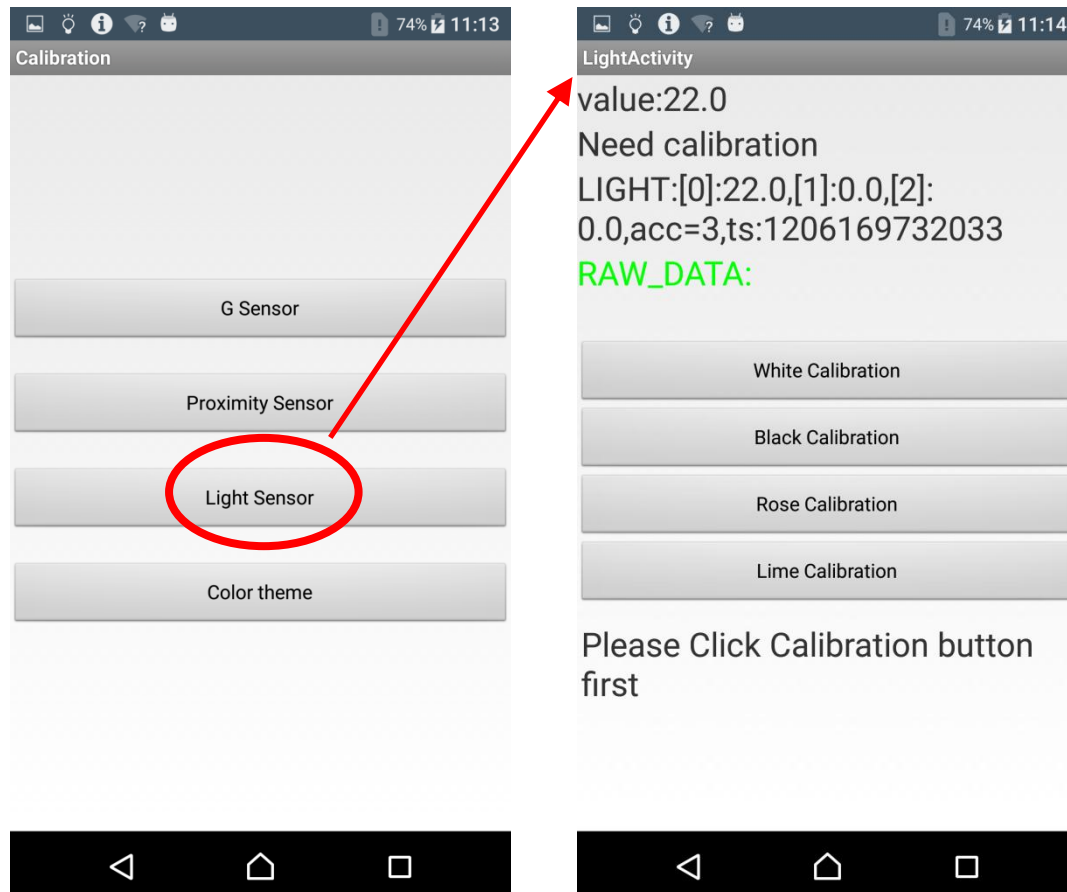 74% 11:13
Calibration
G Sensor
Proximity Sensor
Light Sensor
Color theme
74% 11:14
LightActivity
value:22.0
Need calibration
LIGHT:[0]:22.0,[1]:0.0,[2]:
0.0,acc=3,ts:1206169732033
RAW_DATA:
White Calibration
Black Calibration
Rose Calibration
Lime Calibration
Please Click Calibration button
first